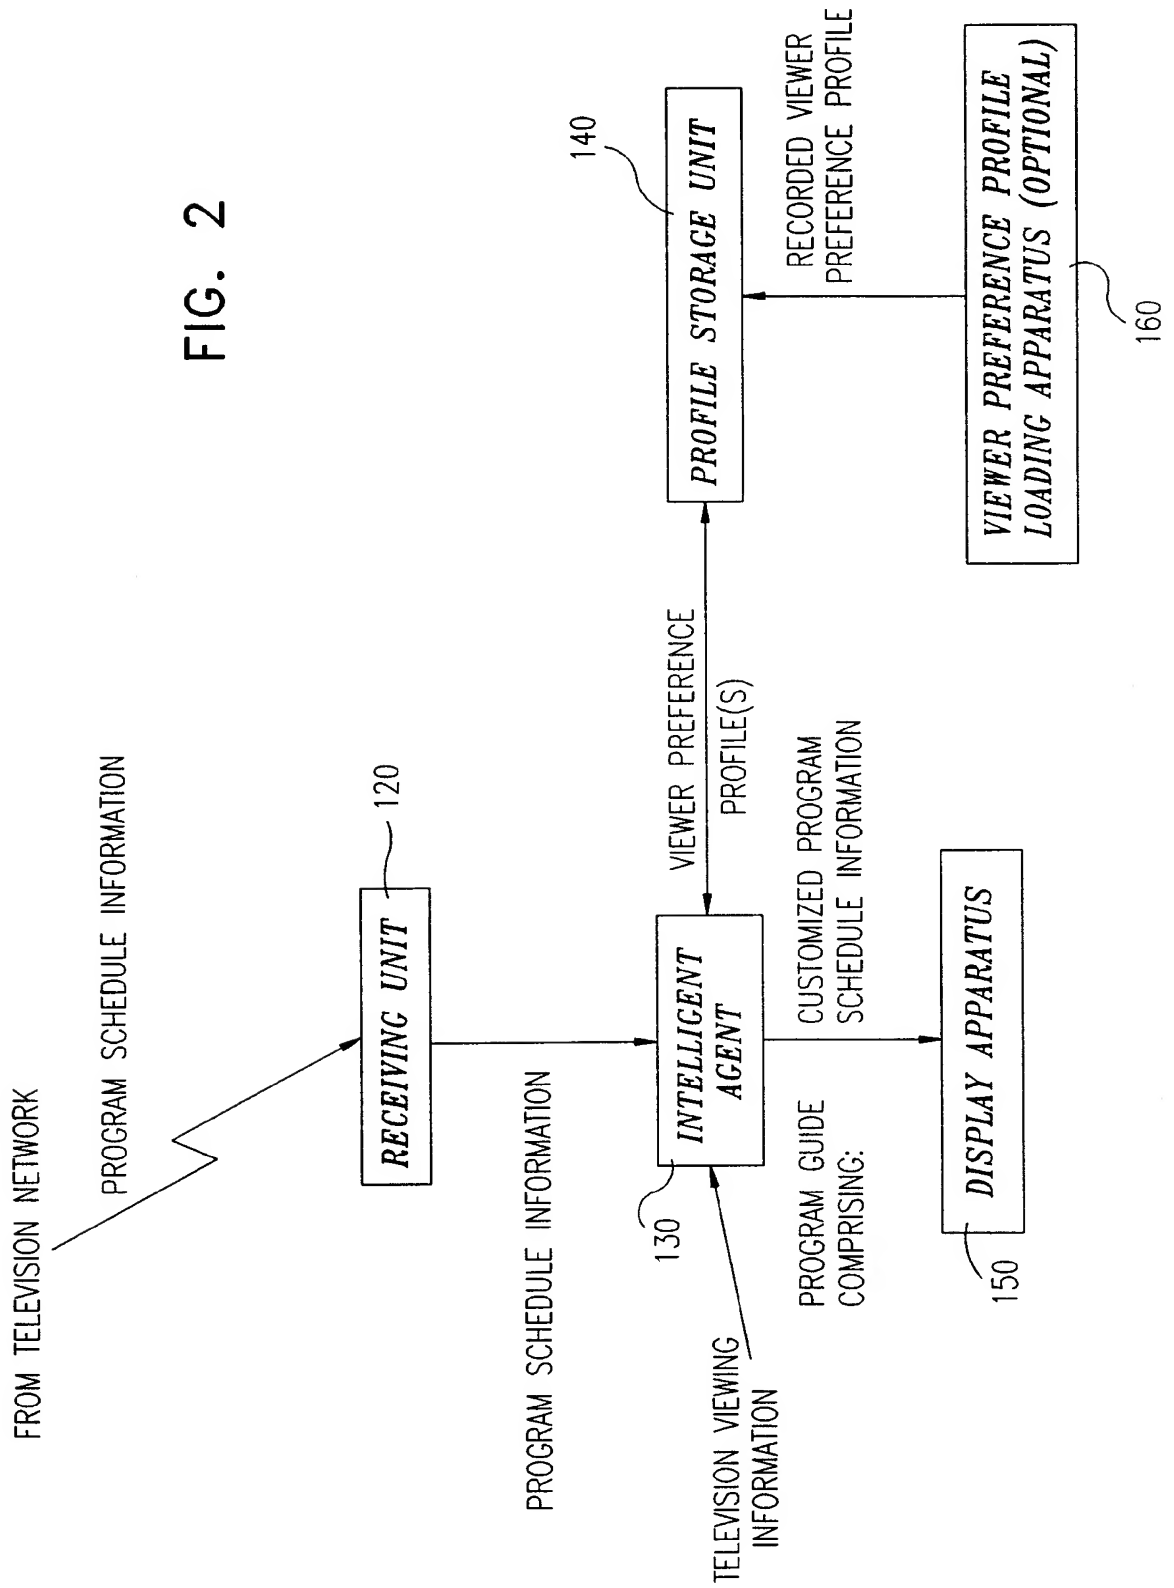 FIG. 2
FROM TELEVISION NETWORK
PROGRAM SCHEDULE INFORMATION
120
RECEIVING UNIT
PROGRAM SCHEDULE INFORMATION
TELEVISION VIEWING
INFORMATION
130
INTELLIGENT
AGENT
VIEWER PREFERENCE
PROFILE(S)
140
PROFILE STORAGE UNIT
PROGRAM GUIDE
COMPRISING:
CUSTOMIZED PROGRAM
SCHEDULE INFORMATION
RECORDED VIEWER
PREFERENCE PROFILE
150
DISPLAY APPARATUS
VIEWER PREFERENCE PROFILE
LOADING APPARATUS (OPTIONAL)
160